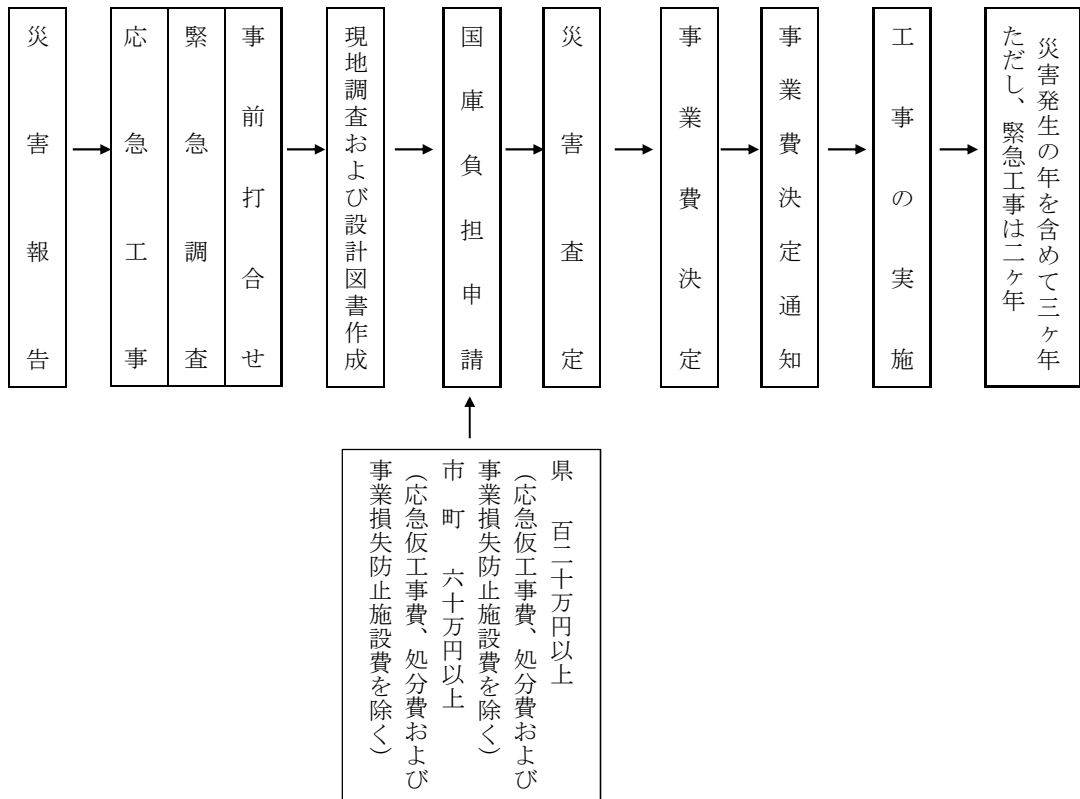 災害報告
応急工事
緊急調査
事前打合せ
現地調査および設計図書作成
国庫負担申請
災害査定
事業費決定
事業費決定通知
工事の実施
災害発生の年を含めて三ヶ年
ただし、緊急工事は二ヶ年
県　百二十万円以上
（応急仮工事費、処分費および
事業損失防止施設費を除く）
市町　六十万円以上
（応急仮工事費、処分費および
事業損失防止施設費を除く）